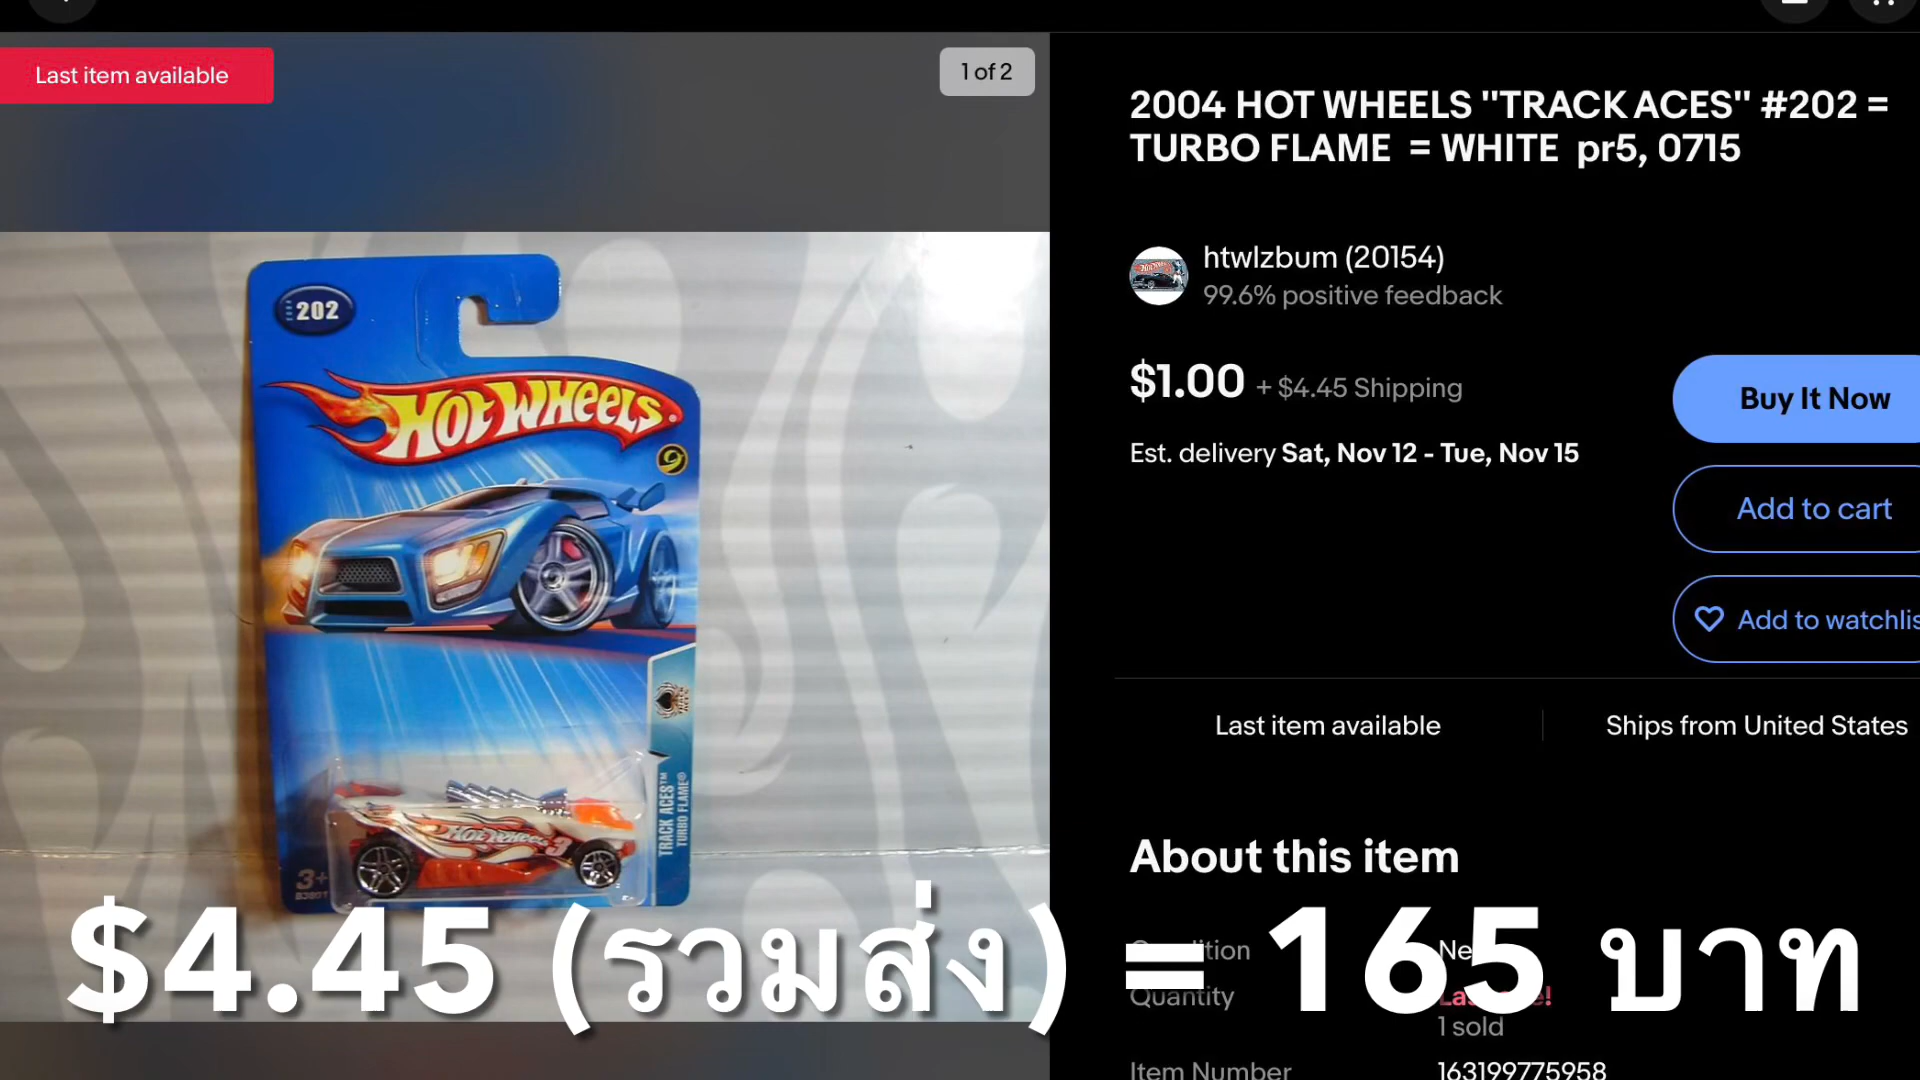 Last item available
1 of 2
2004 HOT WHEELS "TRACK ACES" #202 =
TURBO FLAME = WHITE pr5, 0715
htwlzbum (20154)
99.6% positive feedback
$1.00 + $4.45 Shipping
Est. delivery Sat, Nov 12 - Tue, Nov 15
Buy It Now
Add to cart
Add to watchlis
Last item available
Ships from United States
About this item
Quantity
1 sold
Item Number
163199775958
202
HOT WHEELS
TRACK ACES™
TURBO FLAME®
HOT WHEELS 3
3+
$4.45 (รวมส่ง) = 165 บาท